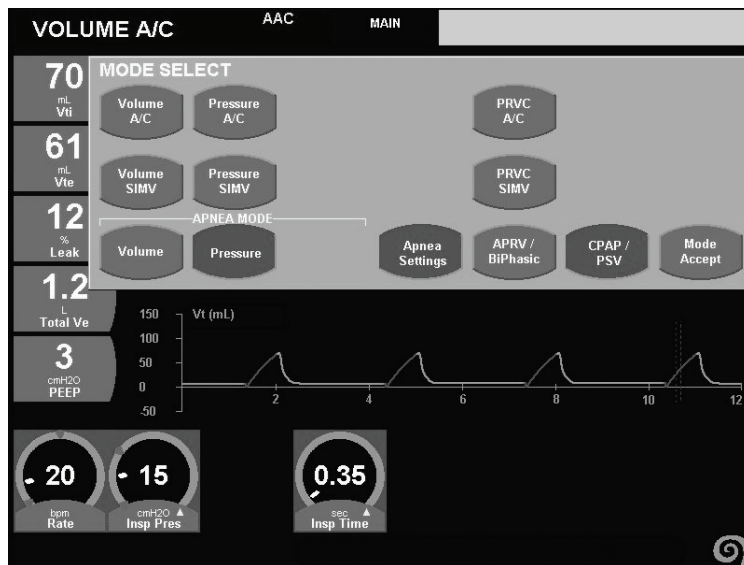 VOLUME A/C
AAC
MAIN
70
mL
Vti
61
mL
Vte
12
%
Leak
1.2
L
Total Ve
3
cmH2O
PEEP
MODE SELECT
Volume
A/C
Pressure
A/C
PRVC
A/C
Volume
SIMV
Pressure
SIMV
PRVC
SIMV
APNEA MODE
Volume
Pressure
Apnea
Settings
APRV /
BiPhasic
CPAP /
PSV
Mode
Accept
Vt (mL)
150
100
50
0
-50
2
4
6
8
10
12
20
bpm
Rate
15
cmH2O
Insp Pres
0.35
sec
Insp Time